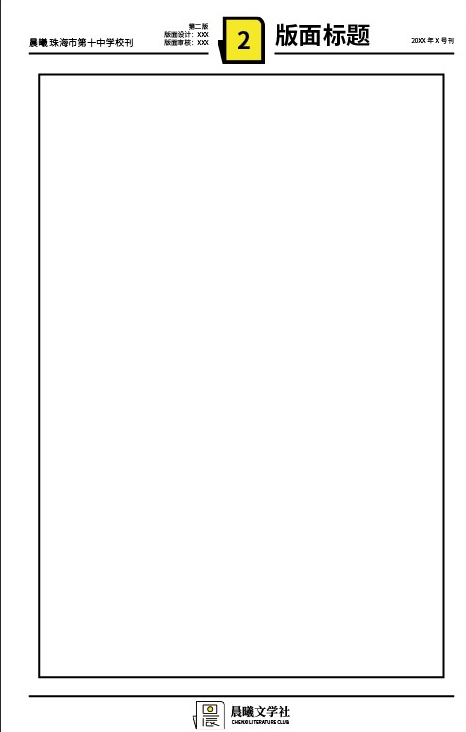 晨曦 珠海市第十中学校刊
第二版
版面设计：XXX
版面审核：XXX
2
版面标题
20XX 年 X 号刊
晨曦文学社
CHENXI LITERATURE CLUB